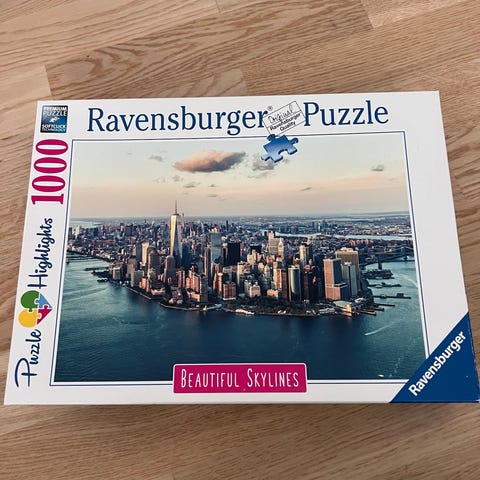 PREMIUM
PUZZLE
SOFTCLICK
TECHNOLOGY
Ravensburger® Puzzle
Original
Ravensburger
Quality
1000
Puzzle Highlights
BEAUTIFUL SKYLINES
Ravensburger